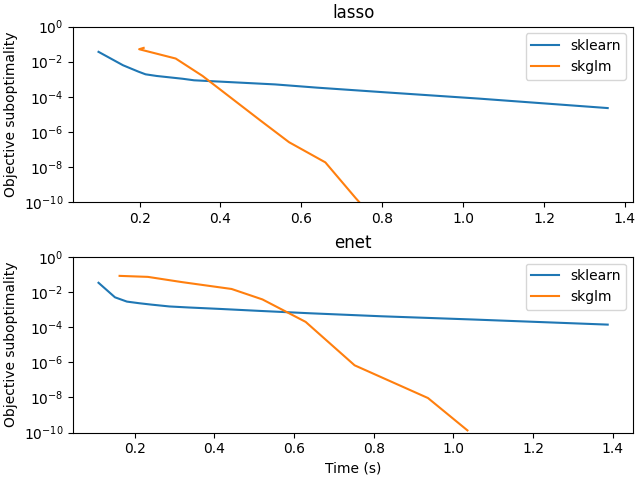 lasso
Objective suboptimality
10^0
10^−2
10^−4
10^−6
10^−8
10^−10
sklearn
skglm
0.2 0.4 0.6 0.8 1.0 1.2 1.4
enet
Objective suboptimality
10^0
10^−2
10^−4
10^−6
10^−8
10^−10
sklearn
skglm
0.2 0.4 0.6 0.8 1.0 1.2 1.4
Time (s)